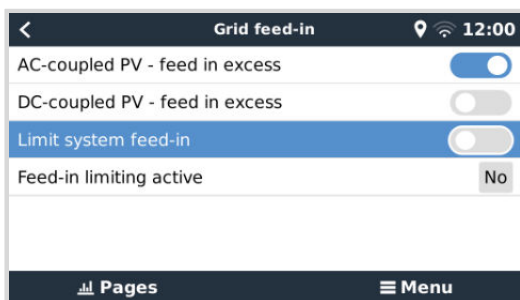 Grid feed-in 12:00
AC-coupled PV - feed in excess
DC-coupled PV - feed in excess
Limit system feed-in
Feed-in limiting active No
Pages Menu